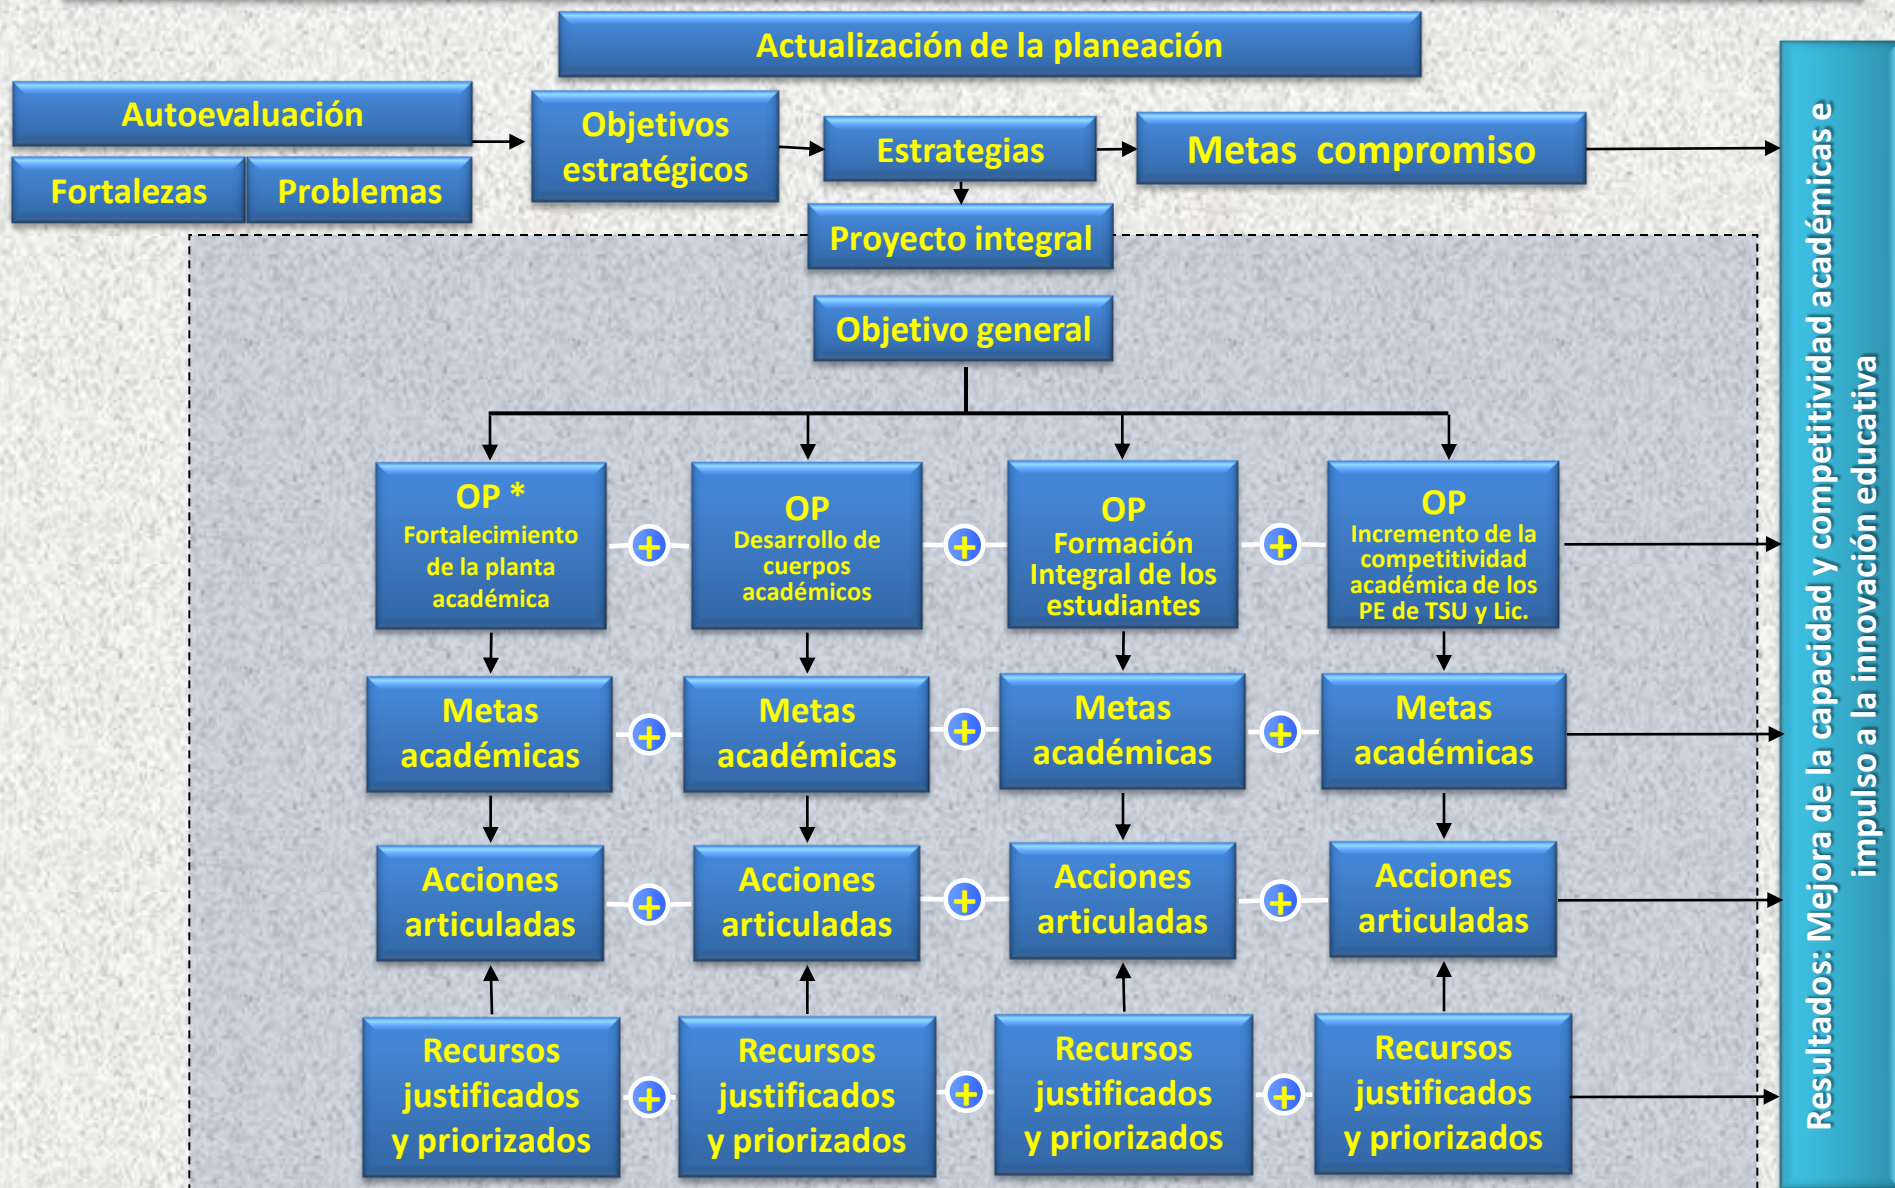 Actualización de la planeación
Autoevaluación
Fortalezas
Problemas
Objetivos
estratégicos
Estrategias
Metas compromiso
Proyecto integral
Objetivo general
OP *
Fortalecimiento
de la planta
académica
+
OP
Desarrollo de
cuerpos
académicos
+
OP
Formación
Integral de los
estudiantes
+
OP
Incremento de la
competitividad
académica de los
PE de TSU y Lic.
Metas
académicas
+
Metas
académicas
+
Metas
académicas
+
Metas
académicas
Acciones
articuladas
+
Acciones
articuladas
+
Acciones
articuladas
+
Acciones
articuladas
Recursos
justificados
y priorizados
+
Recursos
justificados
y priorizados
+
Recursos
justificados
y priorizados
+
Recursos
justificados
y priorizados
Resultados: Mejora de la capacidad y competitividad académicas e
impulso a la innovación educativa